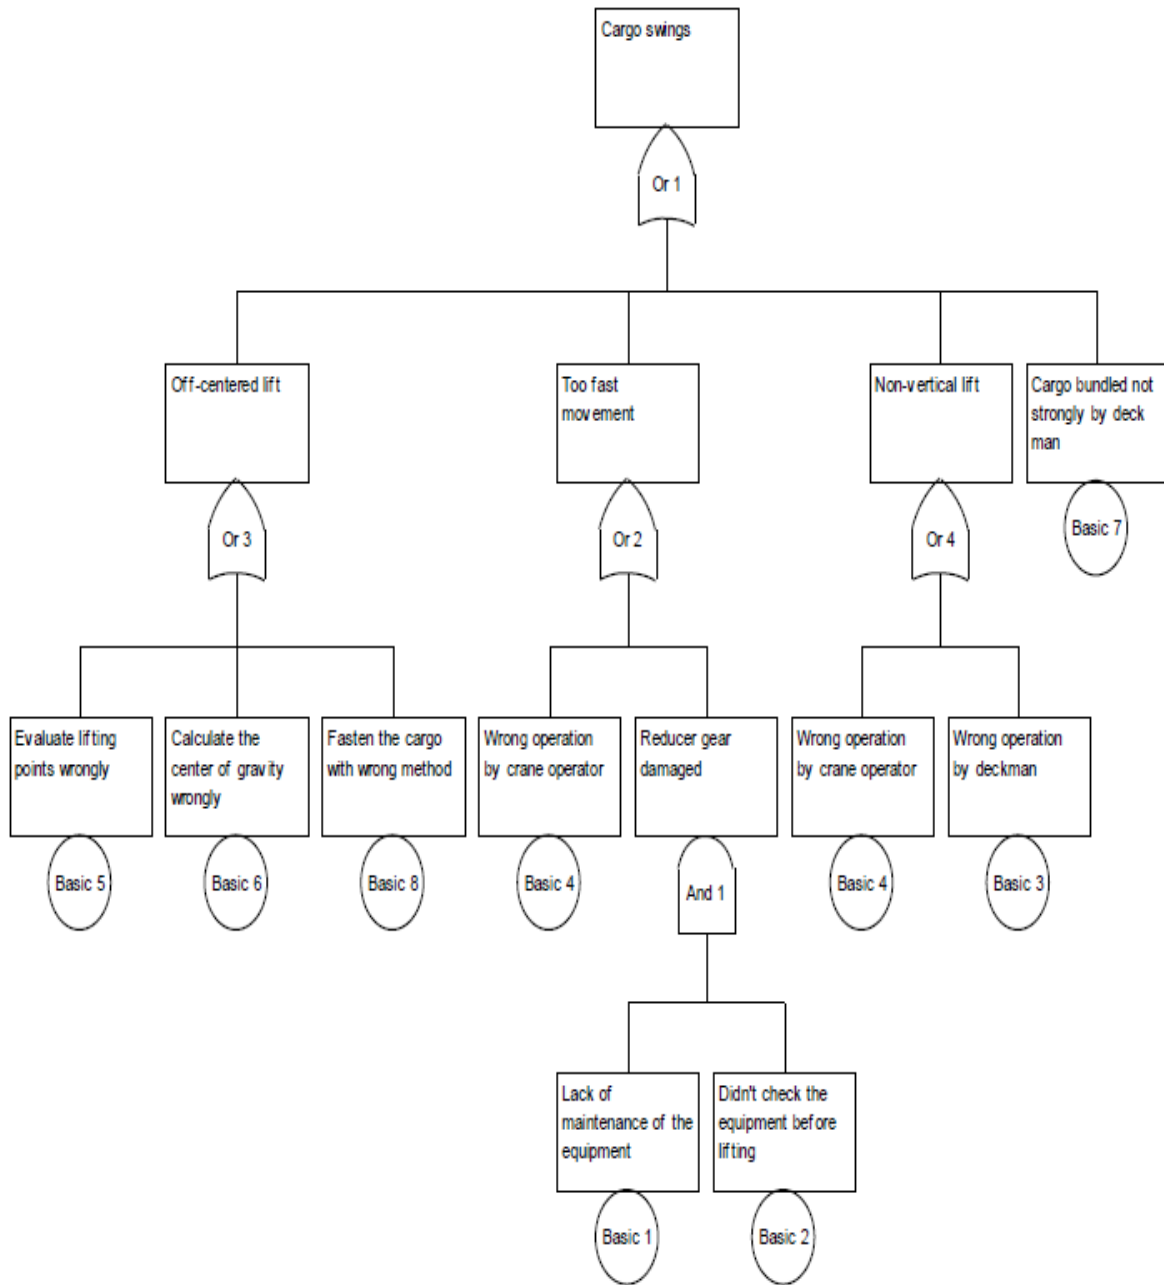 Cargo swings
Or 1
Off-centered lift
Too fast
movement
Non-vertical lift
Cargo bundled not
strongly by deck
man
Or 3
Or 2
Or 4
Basic 7
Evaluate lifting
points wrongly
Calculate the
center of gravity
wrongly
Fasten the cargo
with wrong method
Wrong operation
by crane operator
Reducer gear
damaged
Wrong operation
by crane operator
Wrong operation
by deckman
Basic 5
Basic 6
Basic 8
Basic 4
And 1
Basic 4
Basic 3
Lack of
maintenance of the
equipment
Didn't check the
equipment before
lifting
Basic 1
Basic 2